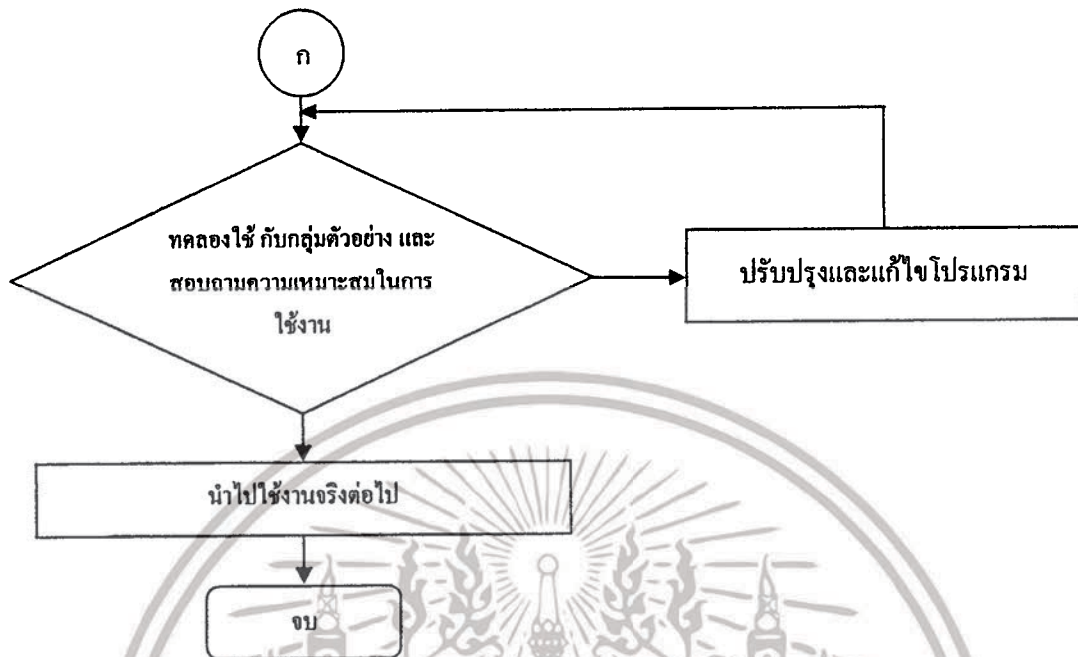 ก
ทดลองใช้ กับกลุ่มตัวอย่าง และ
สอบถามความเหมาะสมในการ
ใช้งาน
ปรับปรุงและแก้ไขโปรแกรม
นำไปใช้งานจริงต่อไป
จบ